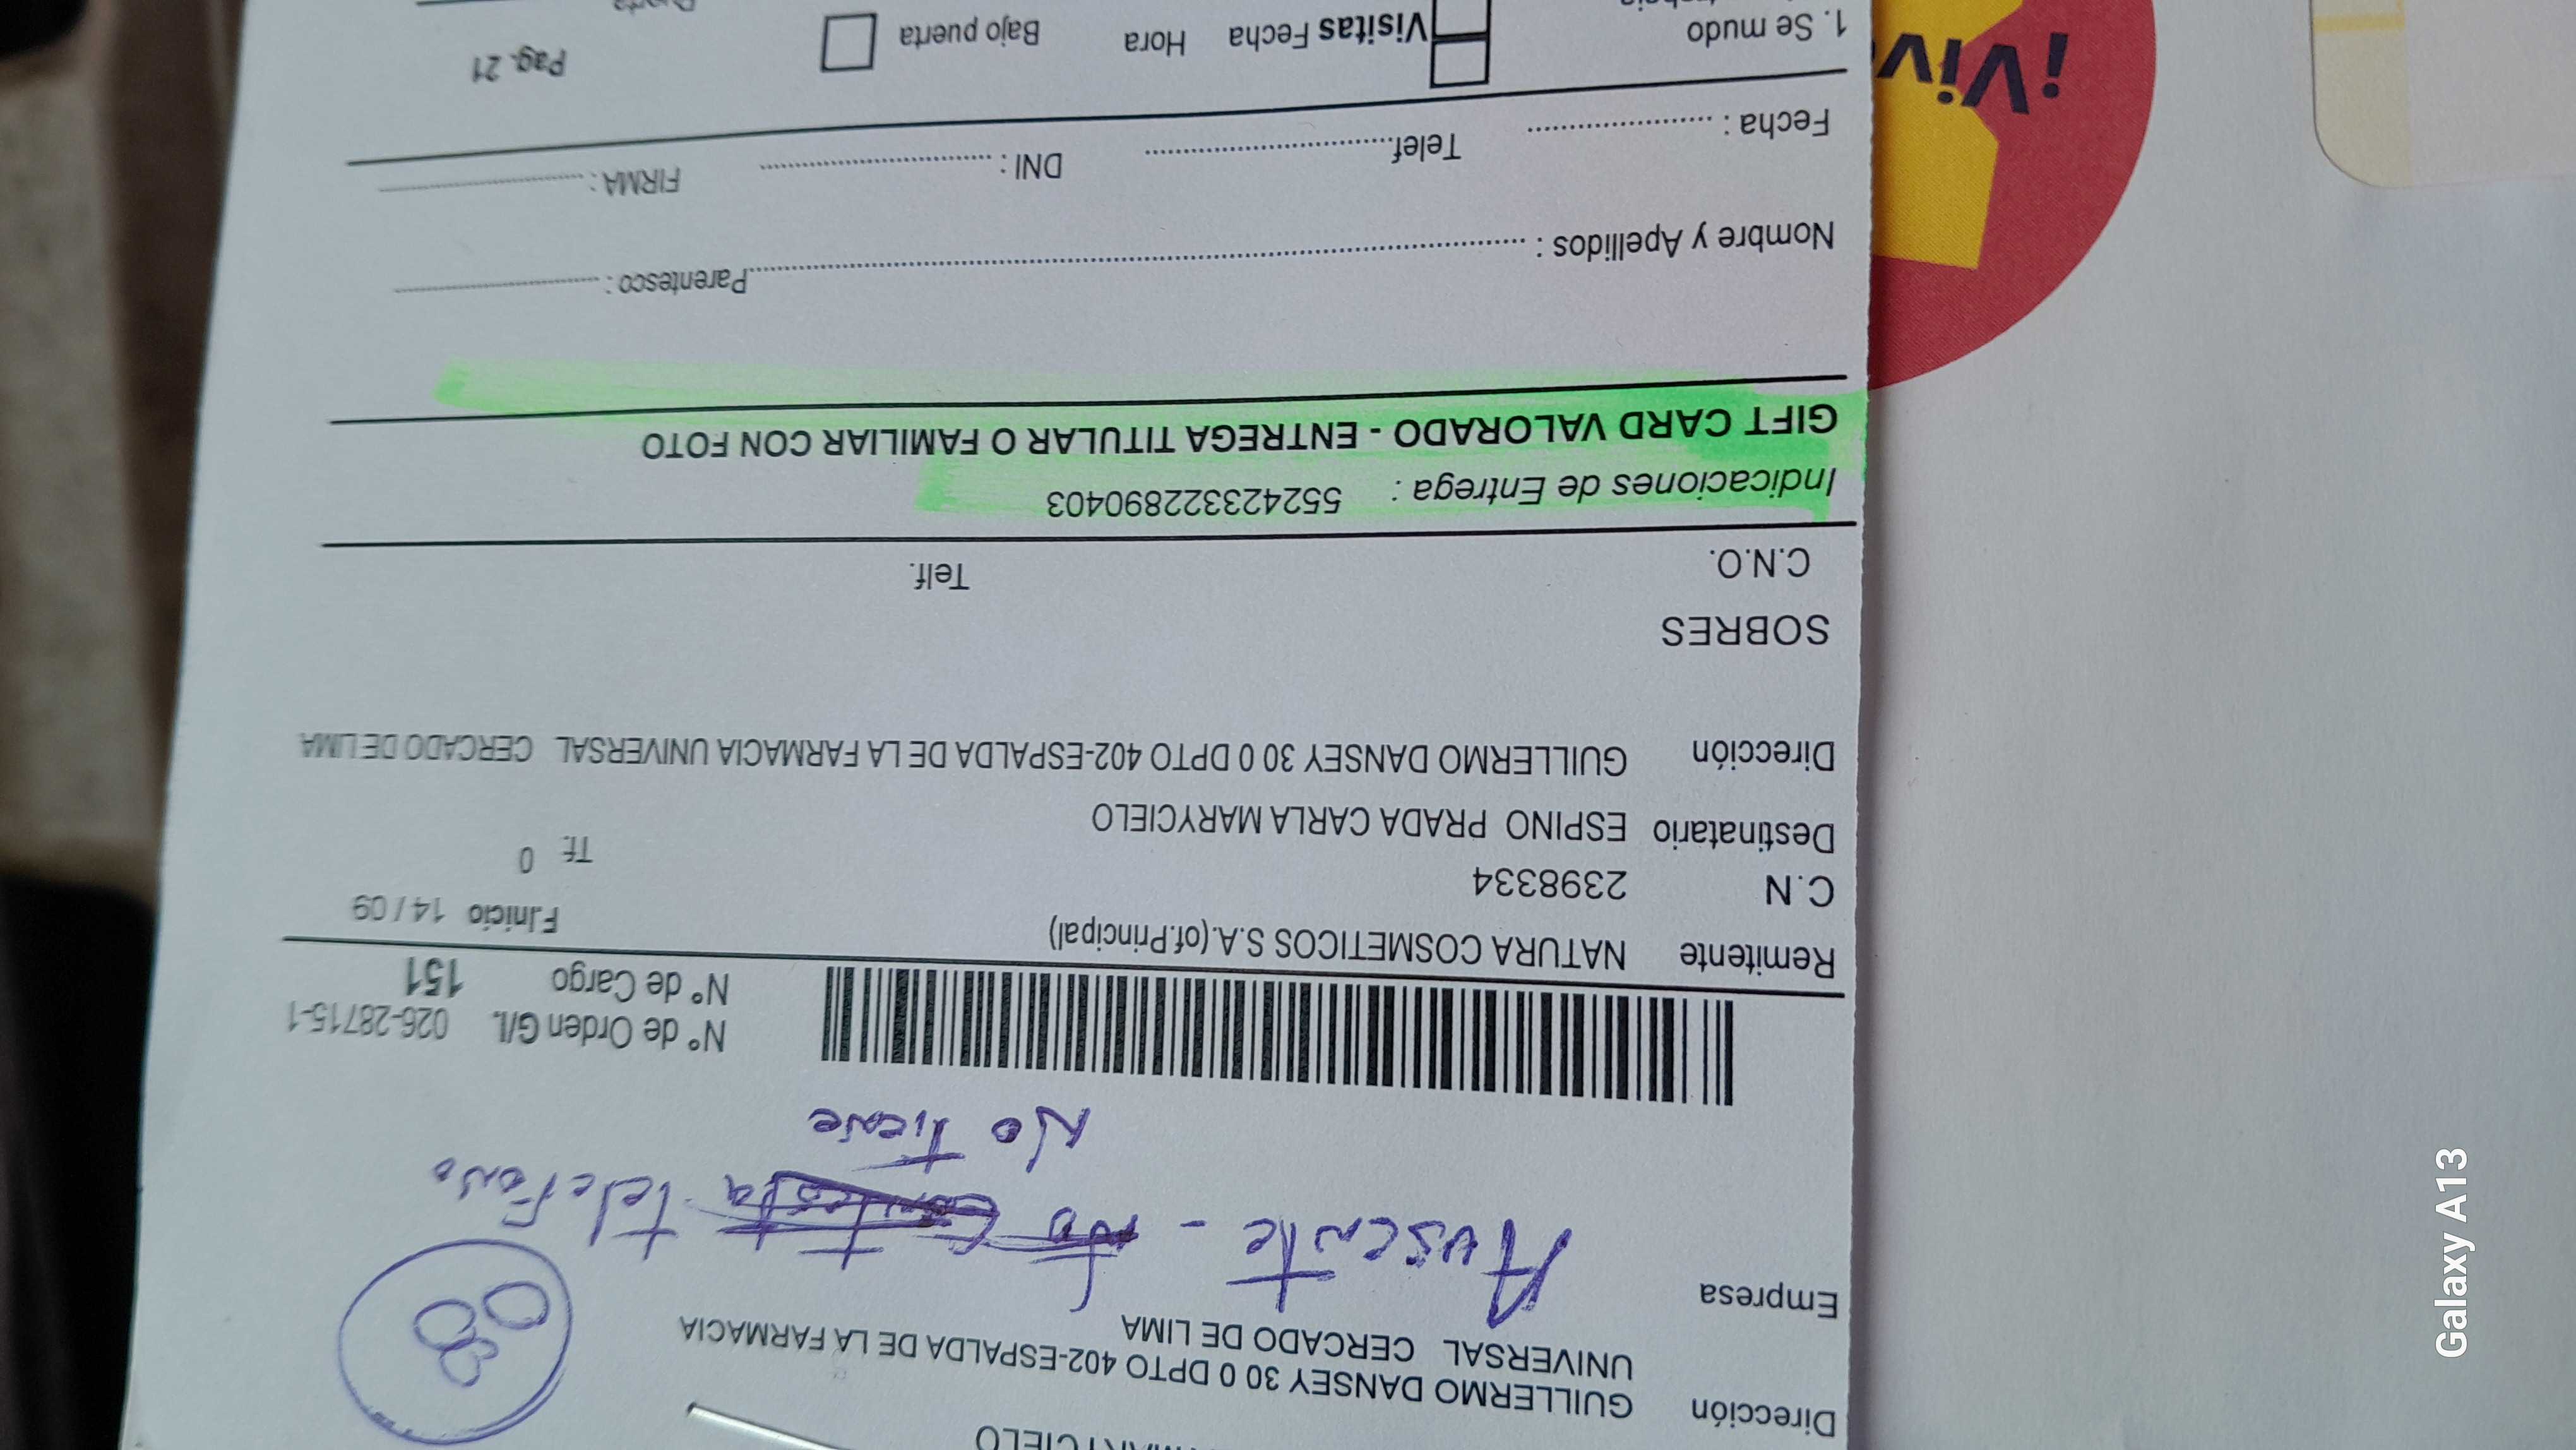 RYCIELO
Dirección GUILLERMO DANSEY 30 0 DPTO 402-ESPALDA DE LA FARMACIA
UNIVERSAL CERCADO DE LIMA
Empresa
Ausente - No Contesta telefono
No tiene
N° de Orden G/I. 026-28715-1
N° de Cargo 151
Remitente NATURA COSMETICOS S.A.(of.Principal) F.Inicio 14 / 09
C.N 2398334 Tf. 0
Destinatario ESPINO PRADA CARLA MARYCIELO
Dirección GUILLERMO DANSEY 30 0 DPTO 402-ESPALDA DE LA FARMACIA UNIVERSAL CERCADO DE LIMA
SOBRES
C.N.O. Telf.
Indicaciones de Entrega : 552423322890403
GIFT CARD VALORADO - ENTREGA TITULAR O FAMILIAR CON FOTO
Nombre y Apellidos : Parentesco :
Fecha : Telef. DNI : FIRMA :
1. Se mudo Visitas Fecha Hora Bajo puerta Pag. 21
¡Viv
Galaxy A13